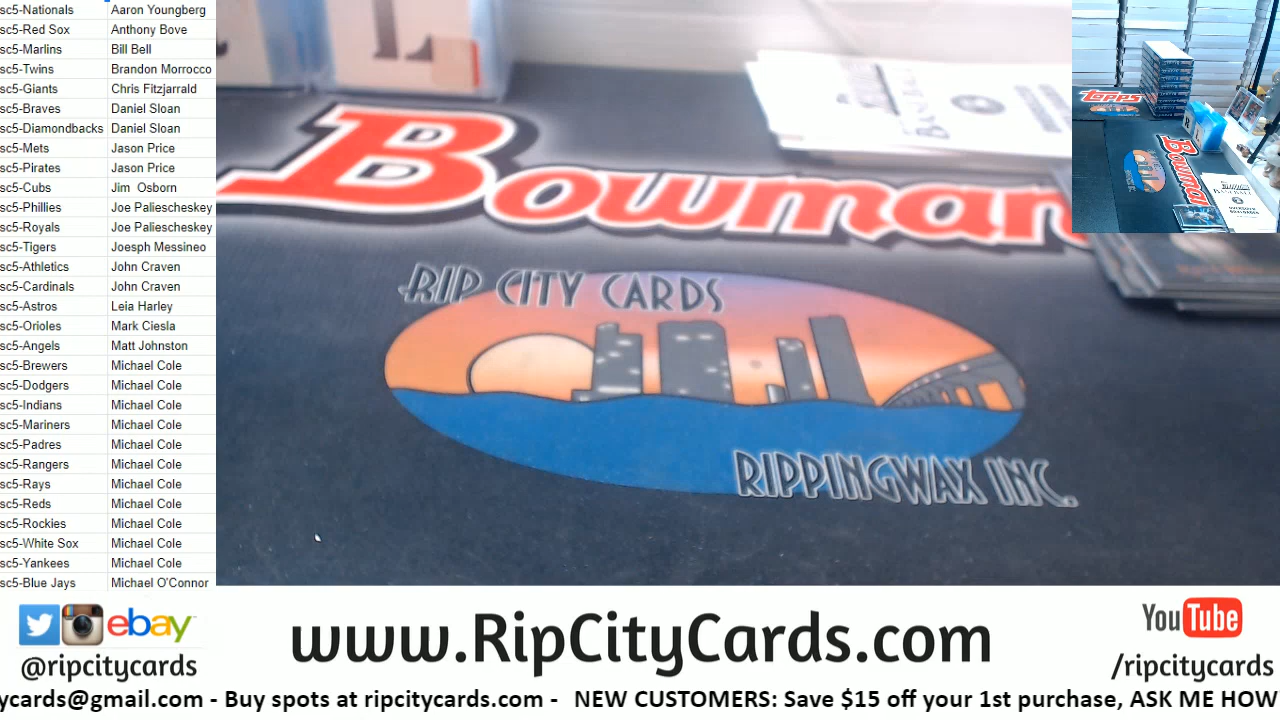 sc5-Nationals Aaron Youngberg
sc5-Red Sox Anthony Bove
sc5-Marlins Bill Bell
sc5-Twins Brandon Morrocco
sc5-Giants Chris Fitzjarrald
sc5-Braves Daniel Sloan
sc5-Diamondbacks Daniel Sloan
sc5-Mets Jason Price
sc5-Pirates Jason Price
sc5-Cubs Jim Osborn
sc5-Phillies Joe Paliescheskey
sc5-Royals Joe Paliescheskey
sc5-Tigers Joesph Messineo
sc5-Athletics John Craven
sc5-Cardinals John Craven
sc5-Astros Leia Harley
sc5-Orioles Mark Ciesla
sc5-Angels Matt Johnston
sc5-Brewers Michael Cole
sc5-Dodgers Michael Cole
sc5-Indians Michael Cole
sc5-Mariners Michael Cole
sc5-Padres Michael Cole
sc5-Rangers Michael Cole
sc5-Rays Michael Cole
sc5-Reds Michael Cole
sc5-Rockies Michael Cole
sc5-White Sox Michael Cole
sc5-Yankees Michael Cole
sc5-Blue Jays Michael O'Connor
Bowman
RIP CITY CARDS
RIPPINGWAX INC.
topps
Bowman
BASEBALL
ebay
@ripcitycards
www.RipCityCards.com
YouTube
/ripcitycards
ycards@gmail.com - Buy spots at ripcitycards.com - NEW CUSTOMERS: Save $15 off your 1st purchase, ASK ME HOW